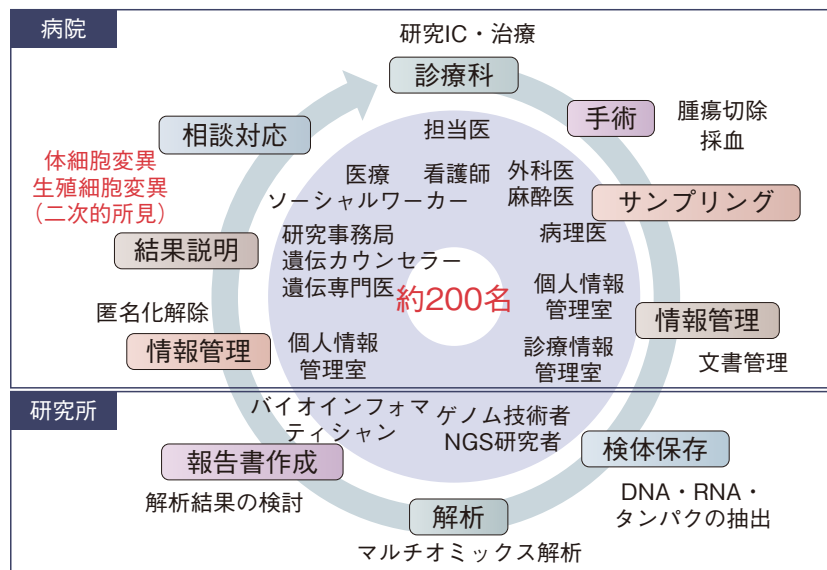 病院
研究IC・治療
診療科
手術
腫瘍切除
採血
相談対応
担当医
体細胞変異
生殖細胞変異
（二次的所見）
医療
ソーシャルワーカー
看護師
外科医
麻酔医
サンプリング
病理医
結果説明
研究事務局
遺伝カウンセラー
遺伝専門医
約200名
個人情報
管理室
匿名化解除
情報管理
個人情報
管理室
診療情報
管理室
情報管理
文書管理
研究所
バイオインフォマ
ティシャン
ゲノム技術者
NGS研究者
報告書作成
解析結果の検討
検体保存
DNA・RNA・
タンパクの抽出
解析
マルチオミックス解析